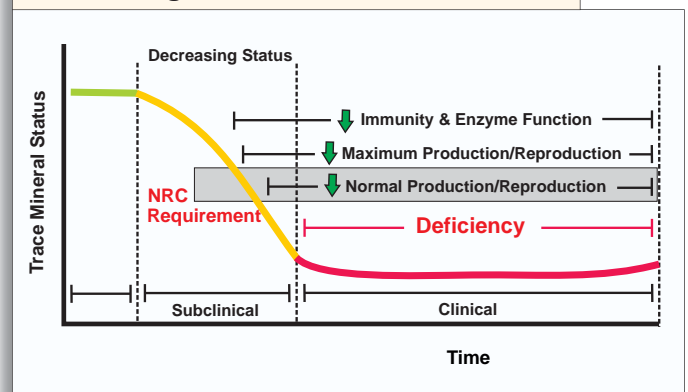 Decreasing Status
Immunity & Enzyme Function
Maximum Production/Reproduction
Normal Production/Reproduction
NRC
Requirement
Deficiency
Subclinical
Clinical
Trace Mineral Status
Time